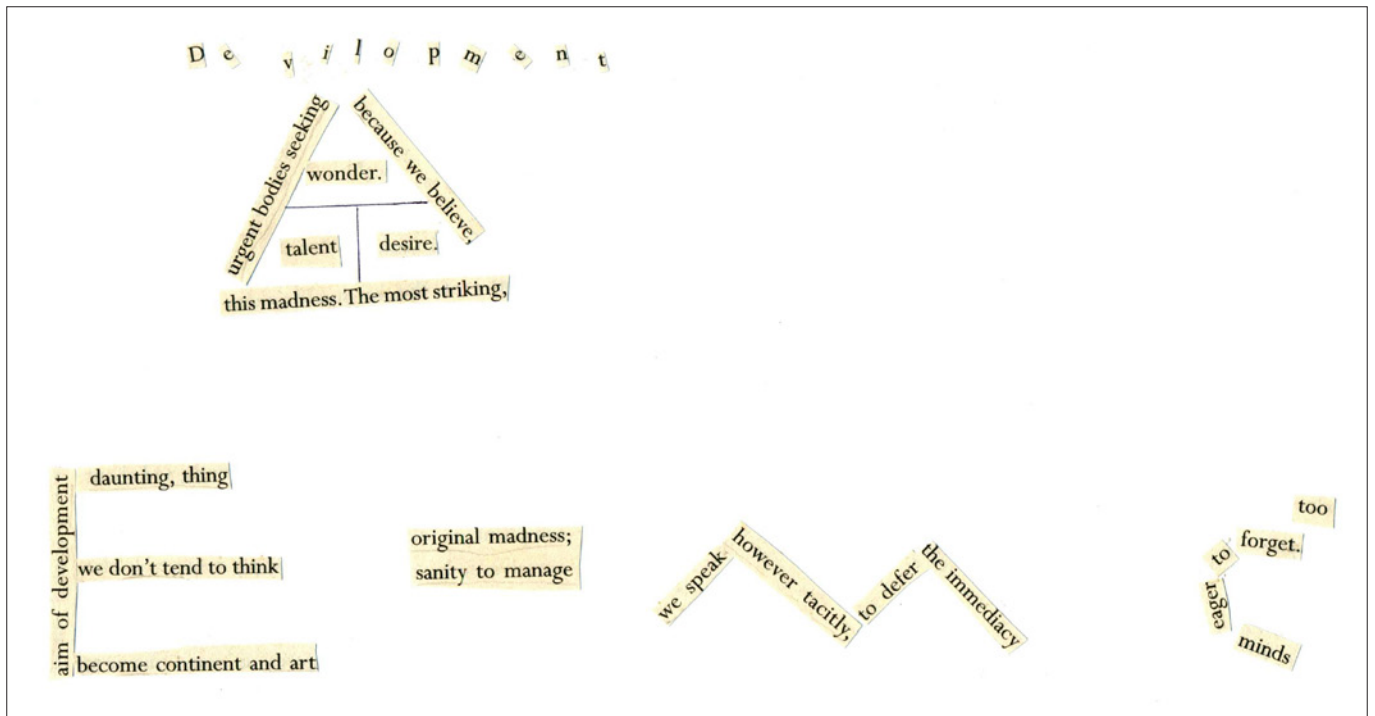 Devilopment
urgent bodies seeking
because we believe,
wonder.
talent
desire.
this madness. The most striking,
aim of development
daunting, thing
we don't tend to think
become continent and art
original madness;
sanity to manage
we speak
however tacitly,
to defer
the immediacy
too
forget.
to
eager
minds